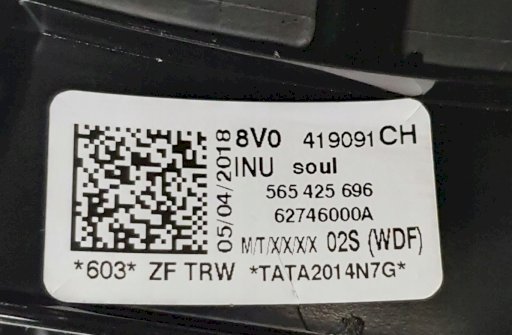 05/04/2018
8V0 419091 CH
INU soul
565 425 696
62746000A
M/T/X/X/X/X 02S (WDF)
*603* ZF TRW *TATA2014N7G*